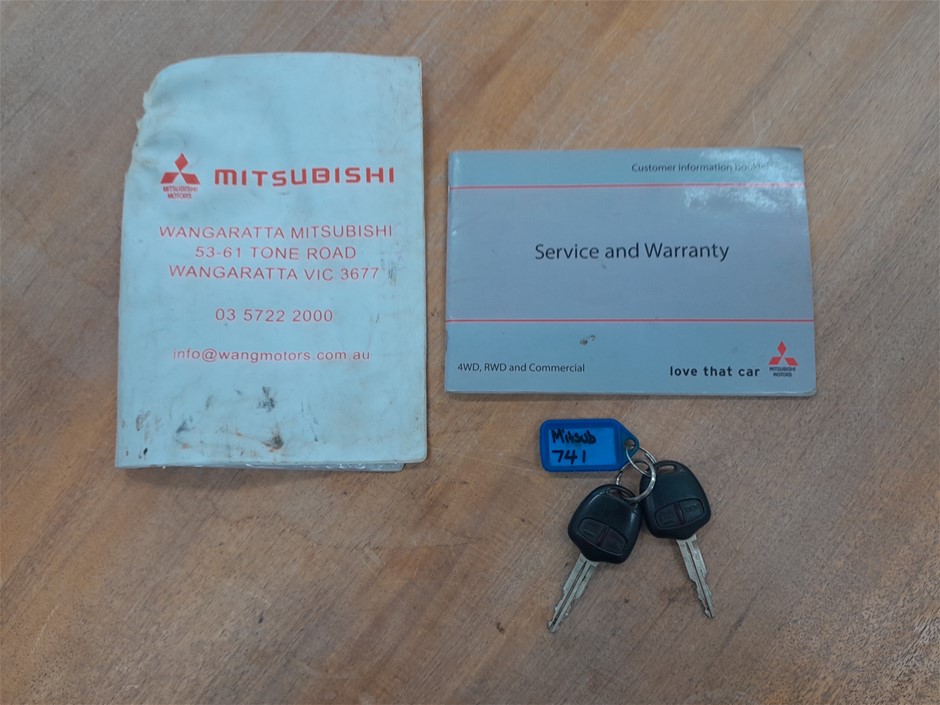 MITSUBISHI
MITSUBISHI
MOTORS
WANGARATTA MITSUBISHI
53-61 TONE ROAD
WANGARATTA VIC 3677
03 5722 2000
info@wangmotors.com.au
Customer information booklet
Service and Warranty
4WD, RWD and Commercial
love that car
MITSUBISHI
MOTORS
Mitsub
741